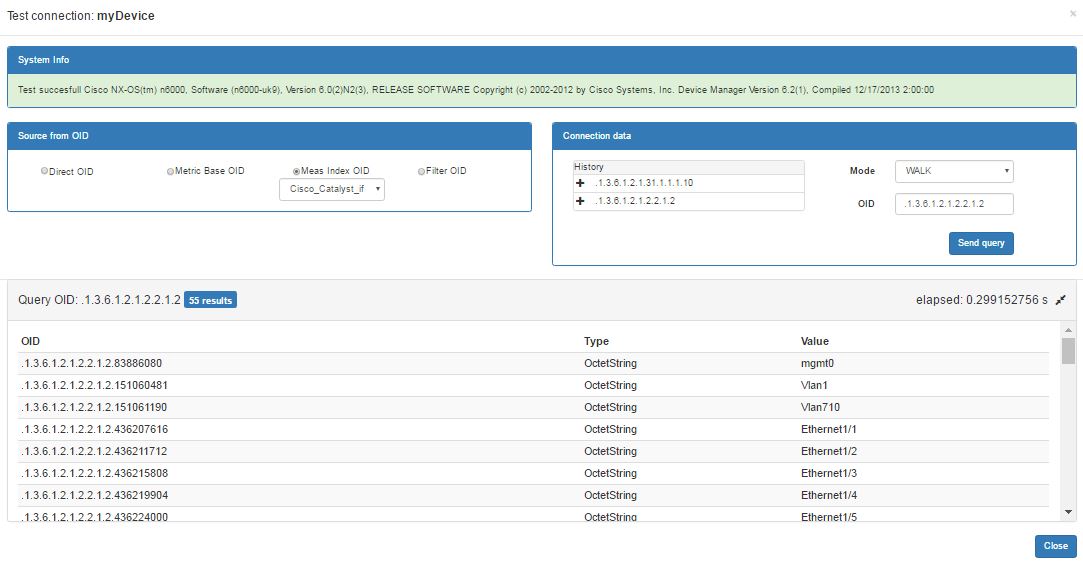 Test connection: myDevice
×
System Info
Test succesfull Cisco NX-OS(tm) n6000, Software (n6000-uk9), Version 6.0(2)N2(3), RELEASE SOFTWARE Copyright (c) 2002-2012 by Cisco Systems, Inc. Device Manager Version 6.2(1), Compiled 12/17/2013 2:00:00
Source from OID
Direct OID Metric Base OID Meas Index OID Filter OID
Cisco_Catalyst_if
Connection data
History
.1.3.6.1.2.1.31.1.1.1.10
.1.3.6.1.2.1.2.2.1.2
Mode WALK
OID .1.3.6.1.2.1.2.2.1.2
Send query
Query OID: .1.3.6.1.2.1.2.2.1.2 55 results elapsed: 0.299152756 s
OID Type Value
.1.3.6.1.2.1.2.2.1.2.83886080 OctetString mgmt0
.1.3.6.1.2.1.2.2.1.2.151060481 OctetString Vlan1
.1.3.6.1.2.1.2.2.1.2.151061190 OctetString Vlan710
.1.3.6.1.2.1.2.2.1.2.436207616 OctetString Ethernet1/1
.1.3.6.1.2.1.2.2.1.2.436211712 OctetString Ethernet1/2
.1.3.6.1.2.1.2.2.1.2.436215808 OctetString Ethernet1/3
.1.3.6.1.2.1.2.2.1.2.436219904 OctetString Ethernet1/4
.1.3.6.1.2.1.2.2.1.2.436224000 OctetString Ethernet1/5
Close